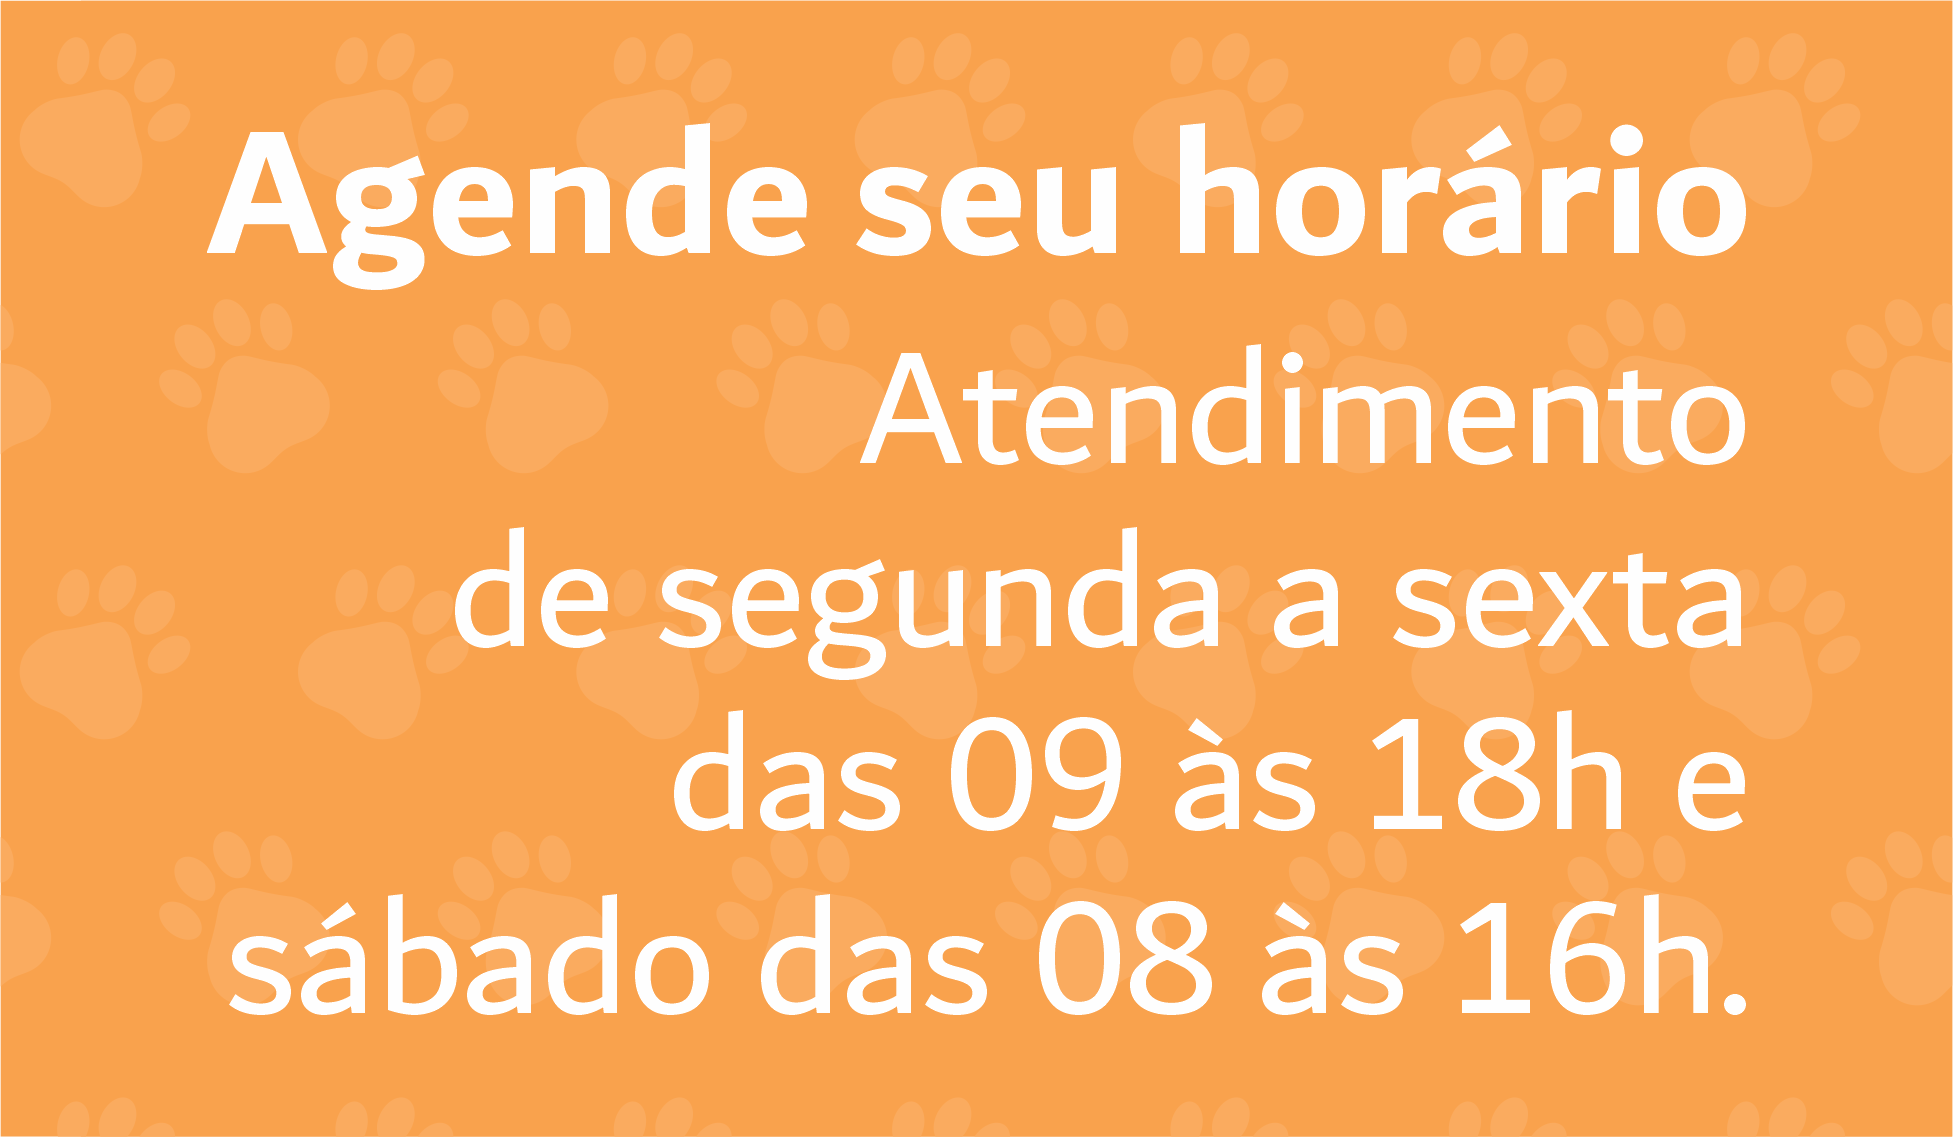 Agende seu horário
Atendimento
de segunda a sexta
das 09 às 18h e
sábado das 08 às 16h.